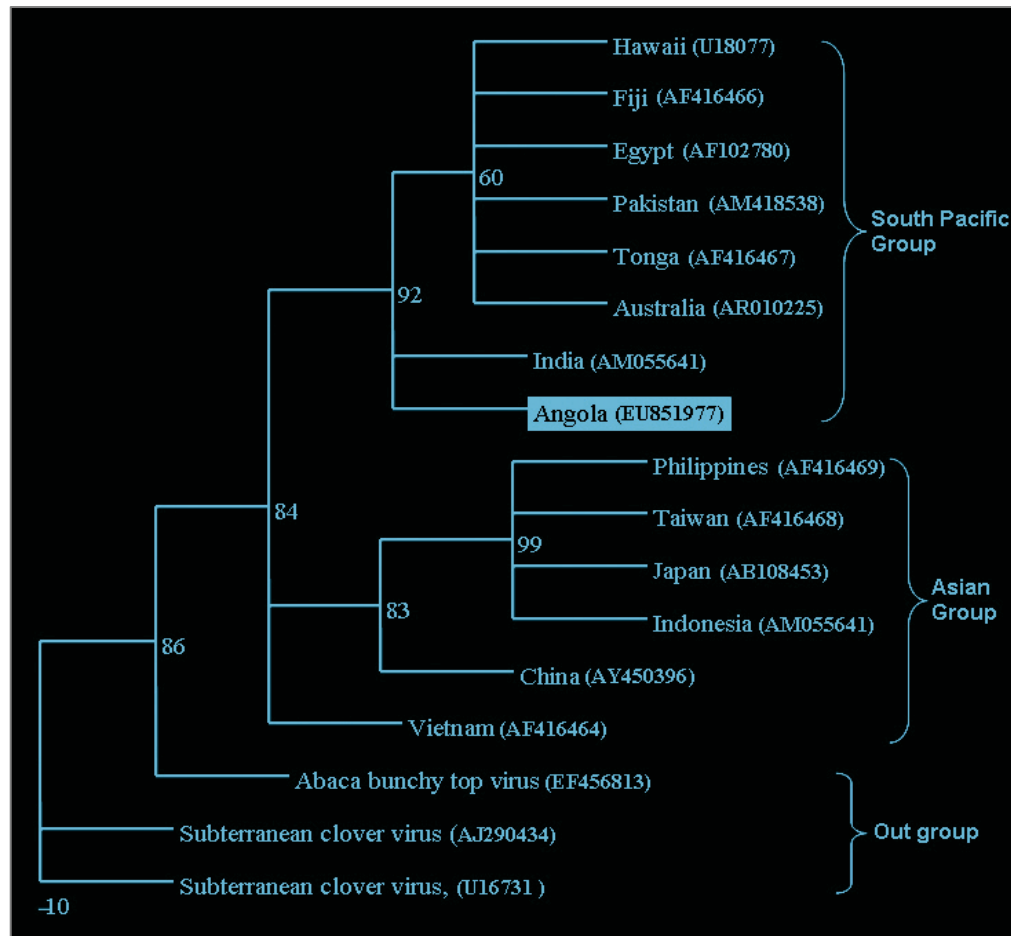 Hawaii (U18077)
Fiji (AF416466)
Egypt (AF102780)
60
Pakistan (AM418538)
South Pacific
Group
Tonga (AF416467)
92
Australia (AR010225)
India (AM055641)
Angola (EU851977)
Philippines (AF416469)
84
Taiwan (AF416468)
99
Japan (AB108453)
Asian
Group
83
Indonesia (AM055641)
86
China (AY450396)
Vietnam (AF416464)
Abaca bunchy top virus (EF456813)
Subterranean clover virus (AJ290434)
Out group
Subterranean clover virus, (U16731 )
-10